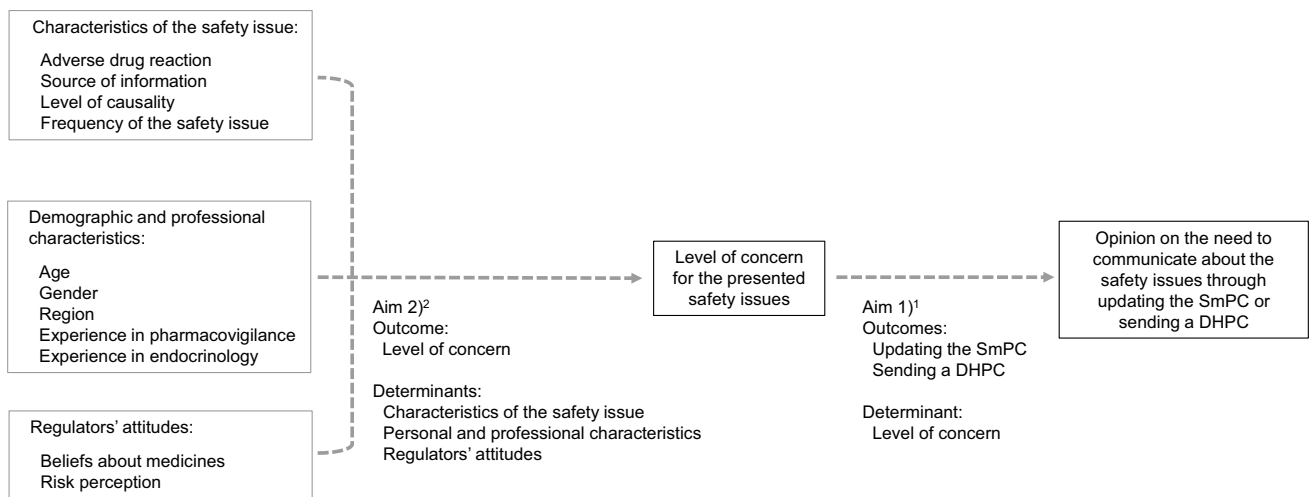 Characteristics of the safety issue:
Adverse drug reaction
Source of information
Level of causality
Frequency of the safety issue
Demographic and professional
characteristics:
Age
Gender
Region
Experience in pharmacovigilance
Experience in endocrinology
Regulators' attitudes:
Beliefs about medicines
Risk perception
Aim 2)²
Outcome:
Level of concern
Determinants:
Characteristics of the safety issue
Personal and professional characteristics
Regulators' attitudes
Level of concern
for the presented
safety issues
Aim 1)¹
Outcomes:
Updating the SmPC
Sending a DHPC
Determinant:
Level of concern
Opinion on the need to
communicate about the
safety issues through
updating the SmPC or
sending a DHPC